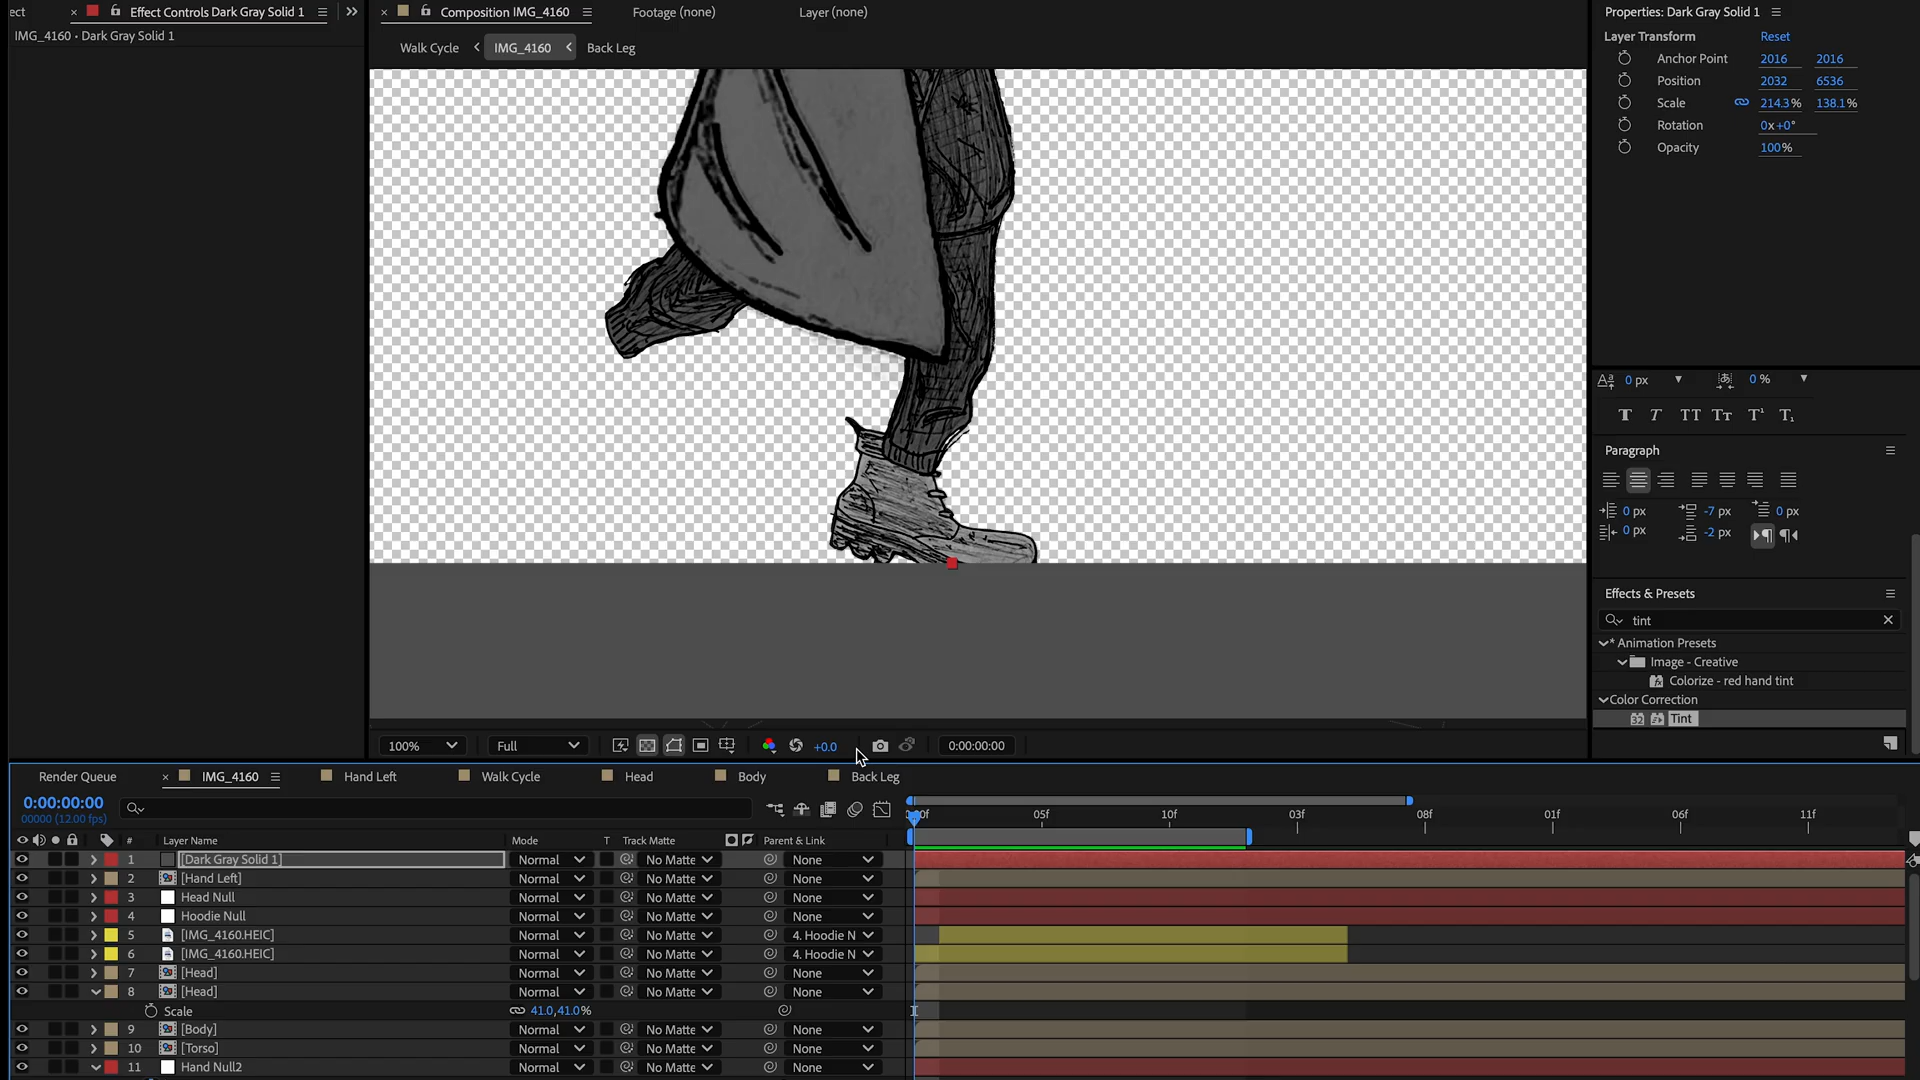 ect × Effect Controls Dark Gray Solid 1
IMG_4160 • Dark Gray Solid 1
× Composition IMG_4160 Footage (none) Layer (none)
Walk Cycle IMG_4160 Back Leg
Properties: Dark Gray Solid 1
Layer Transform Reset
Anchor Point 2016 2016
Position 2032 6536
Scale 214.3% 138.1%
Rotation 0x+0°
Opacity 100%
0 px 0 %
T T TT Tт T¹ T₁
Paragraph
0 px -7 px 0 px
0 px -2 px
Effects & Presets
tint
* Animation Presets
Image - Creative
Colorize - red hand tint
Color Correction
32 Tint
100% Full +0.0 0:00:00:00
Render Queue × IMG_4160 Hand Left Walk Cycle Head Body Back Leg
0:00:00:00
00000 (12.00 fps)
05f 10f 03f 08f 01f 06f 11f
# Layer Name Mode T Track Matte Parent & Link
1 [Dark Gray Solid 1] Normal No Matte None
2 [Hand Left] Normal No Matte None
3 Head Null Normal No Matte None
4 Hoodie Null Normal No Matte None
5 [IMG_4160.HEIC] Normal No Matte 4. Hoodie N
6 [IMG_4160.HEIC] Normal No Matte 4. Hoodie N
7 [Head] Normal No Matte None
8 [Head] Normal No Matte None
Scale 41.0,41.0%
9 [Body] Normal No Matte None
10 [Torso] Normal No Matte None
11 Hand Null2 Normal No Matte None